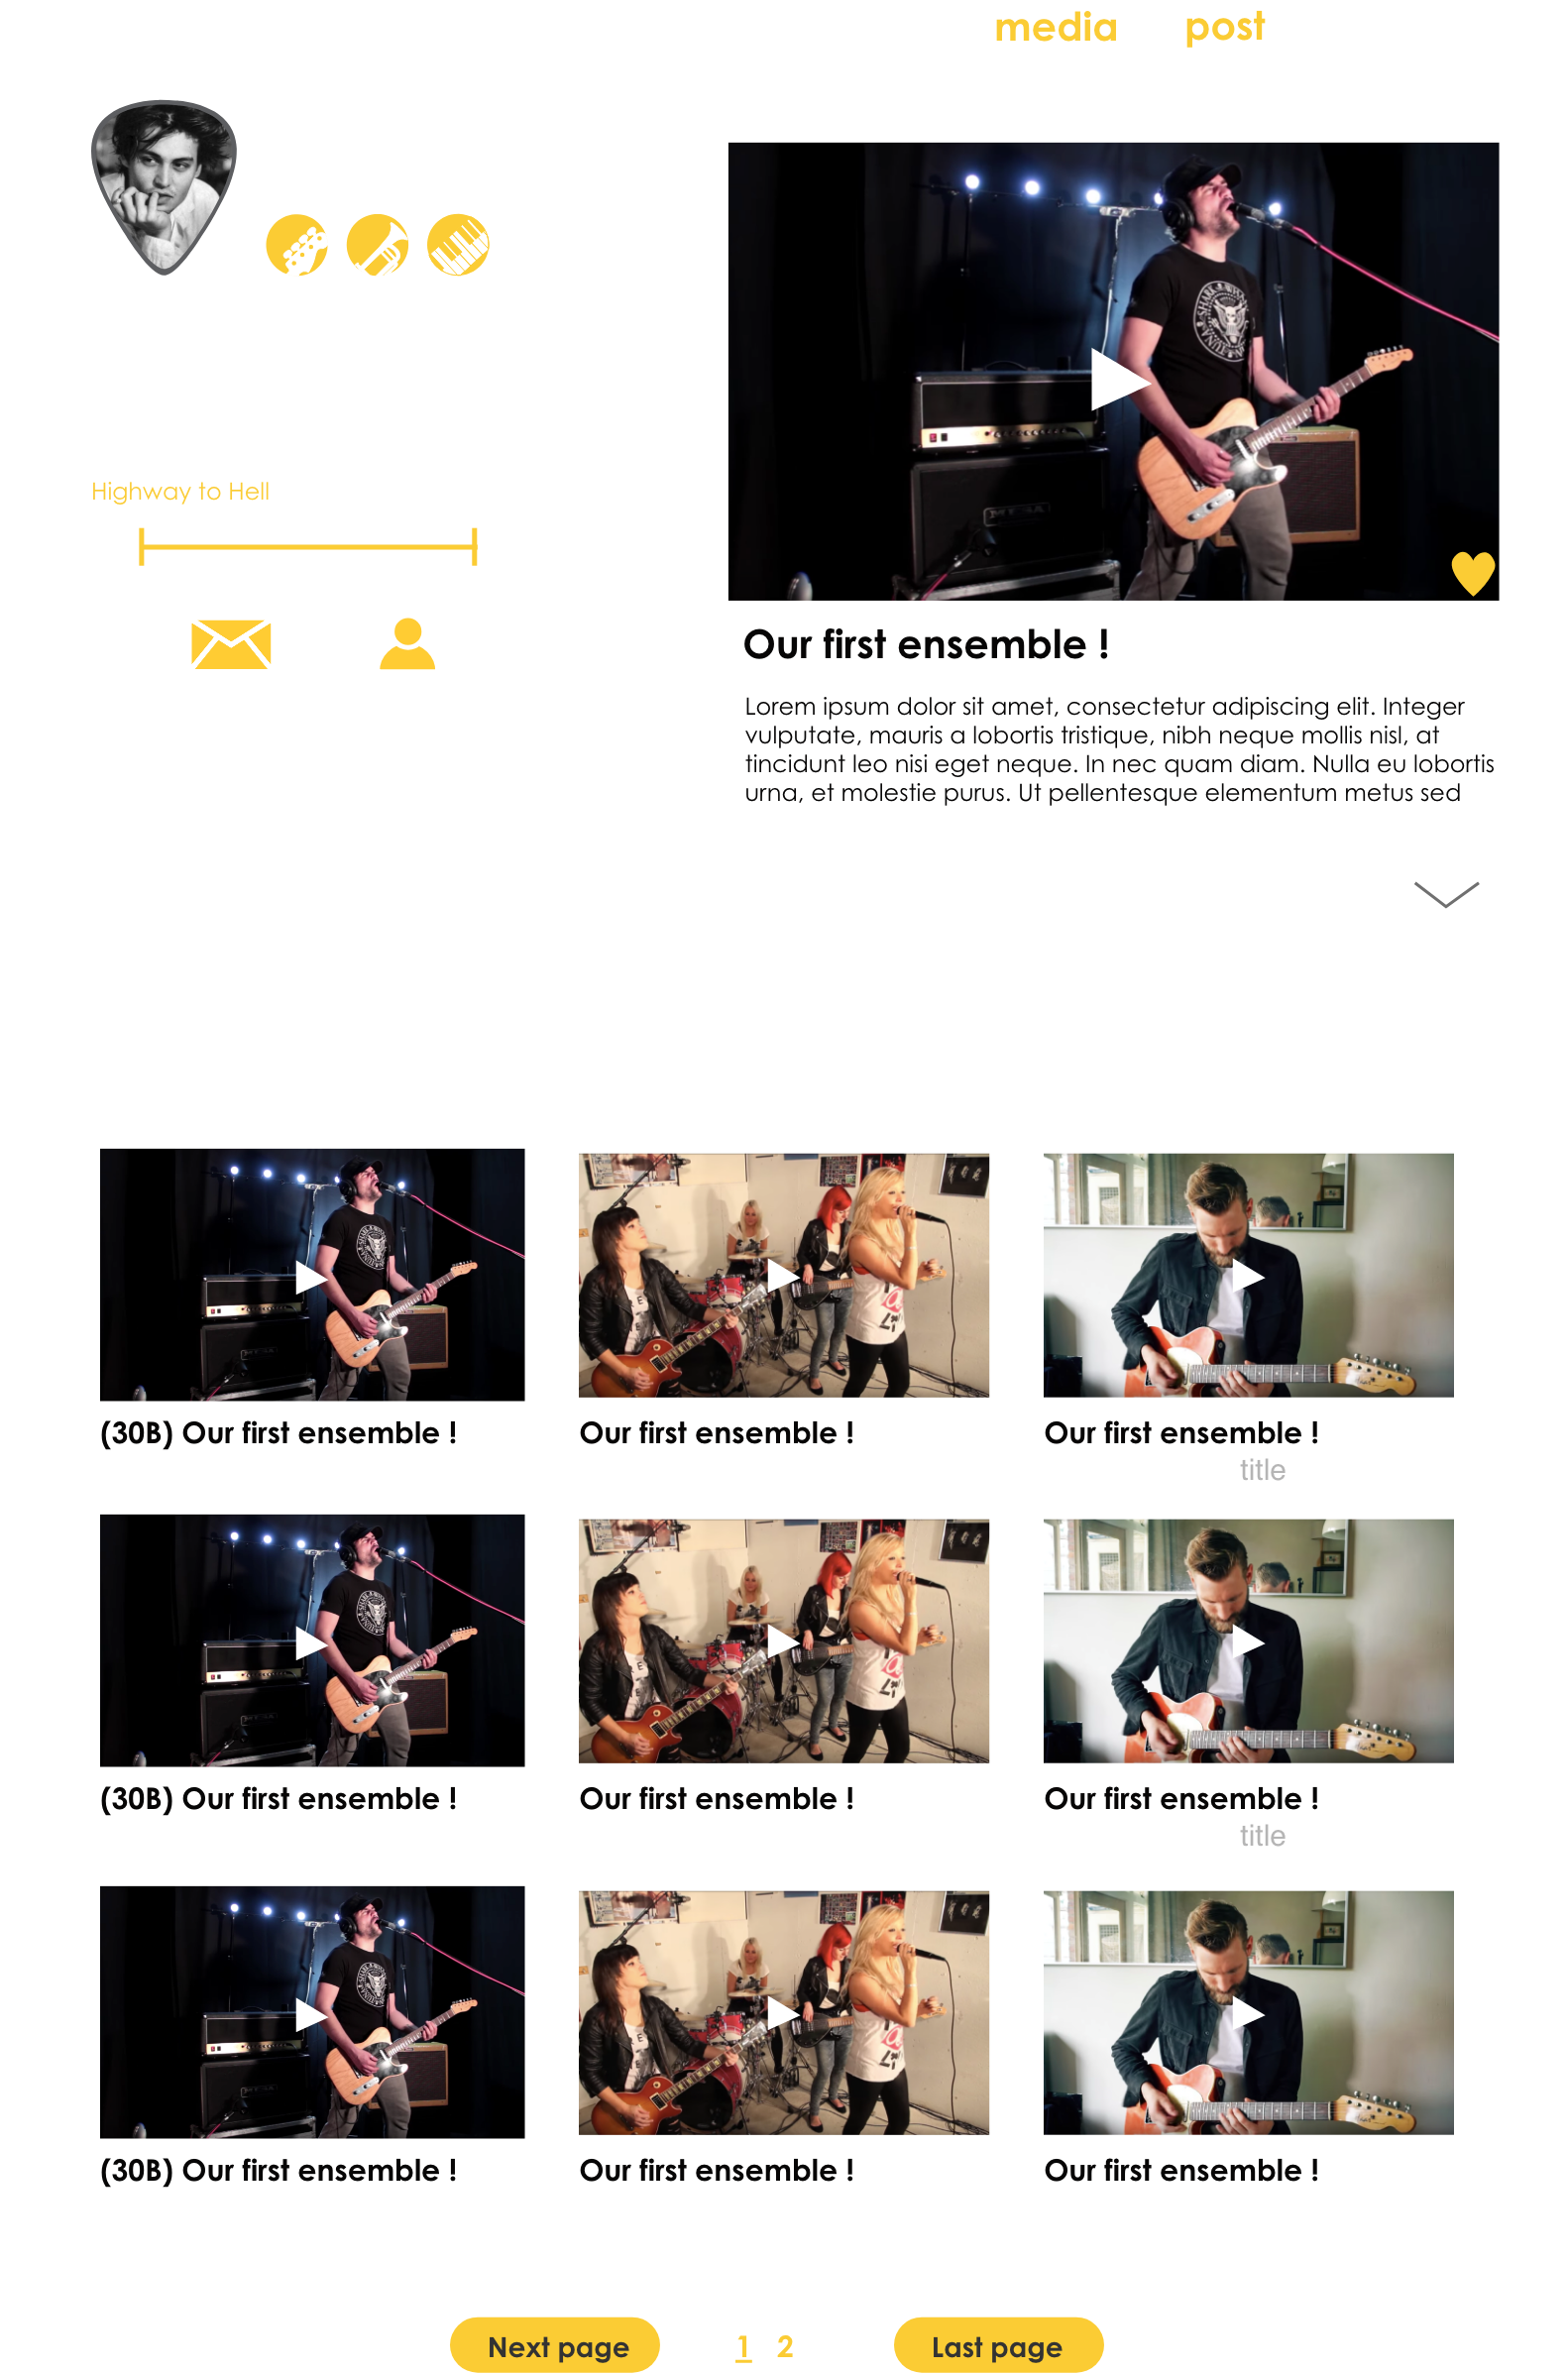 media post
Highway to Hell
Our first ensemble !
Lorem ipsum dolor sit amet, consectetur adipiscing elit. Integer
vulputate, mauris a lobortis tristique, nibh neque mollis nisl, at
tincidunt leo nisi eget neque. In nec quam diam. Nulla eu lobortis
urna, et molestie purus. Ut pellentesque elementum metus sed
(30B) Our first ensemble !
Our first ensemble !
Our first ensemble !
title
(30B) Our first ensemble !
Our first ensemble !
Our first ensemble !
title
(30B) Our first ensemble !
Our first ensemble !
Our first ensemble !
Next page
1 2
Last page